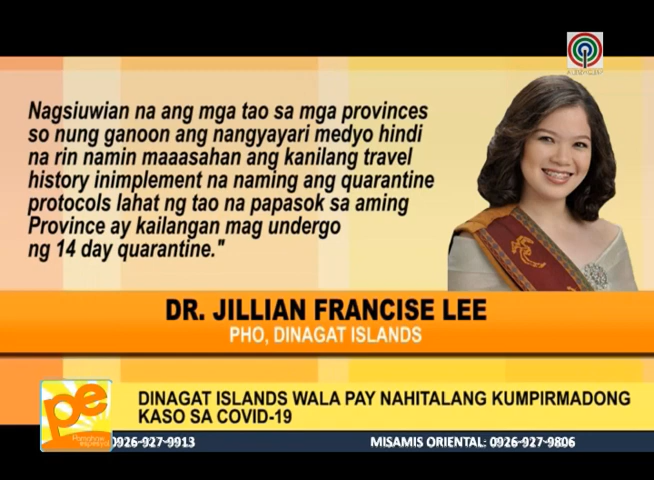 Nagsiuwian na ang mga tao sa mga provinces
so nung ganoon ang nangyayari medyo hindi
na rin namin maaasahan ang kanilang travel
history inimplement na naming ang quarantine
protocols lahat ng tao na papasok sa aming
Province ay kailangan mag undergo
ng 14 day quarantine."
DR. JILLIAN FRANCISE LEE
PHO, DINAGAT ISLANDS
pe
DINAGAT ISLANDS WALA PAY NAHITALANG KUMPIRMADONG
KASO SA COVID-19
0926-927-9913 MISAMIS ORIENTAL: 0926-927-9806